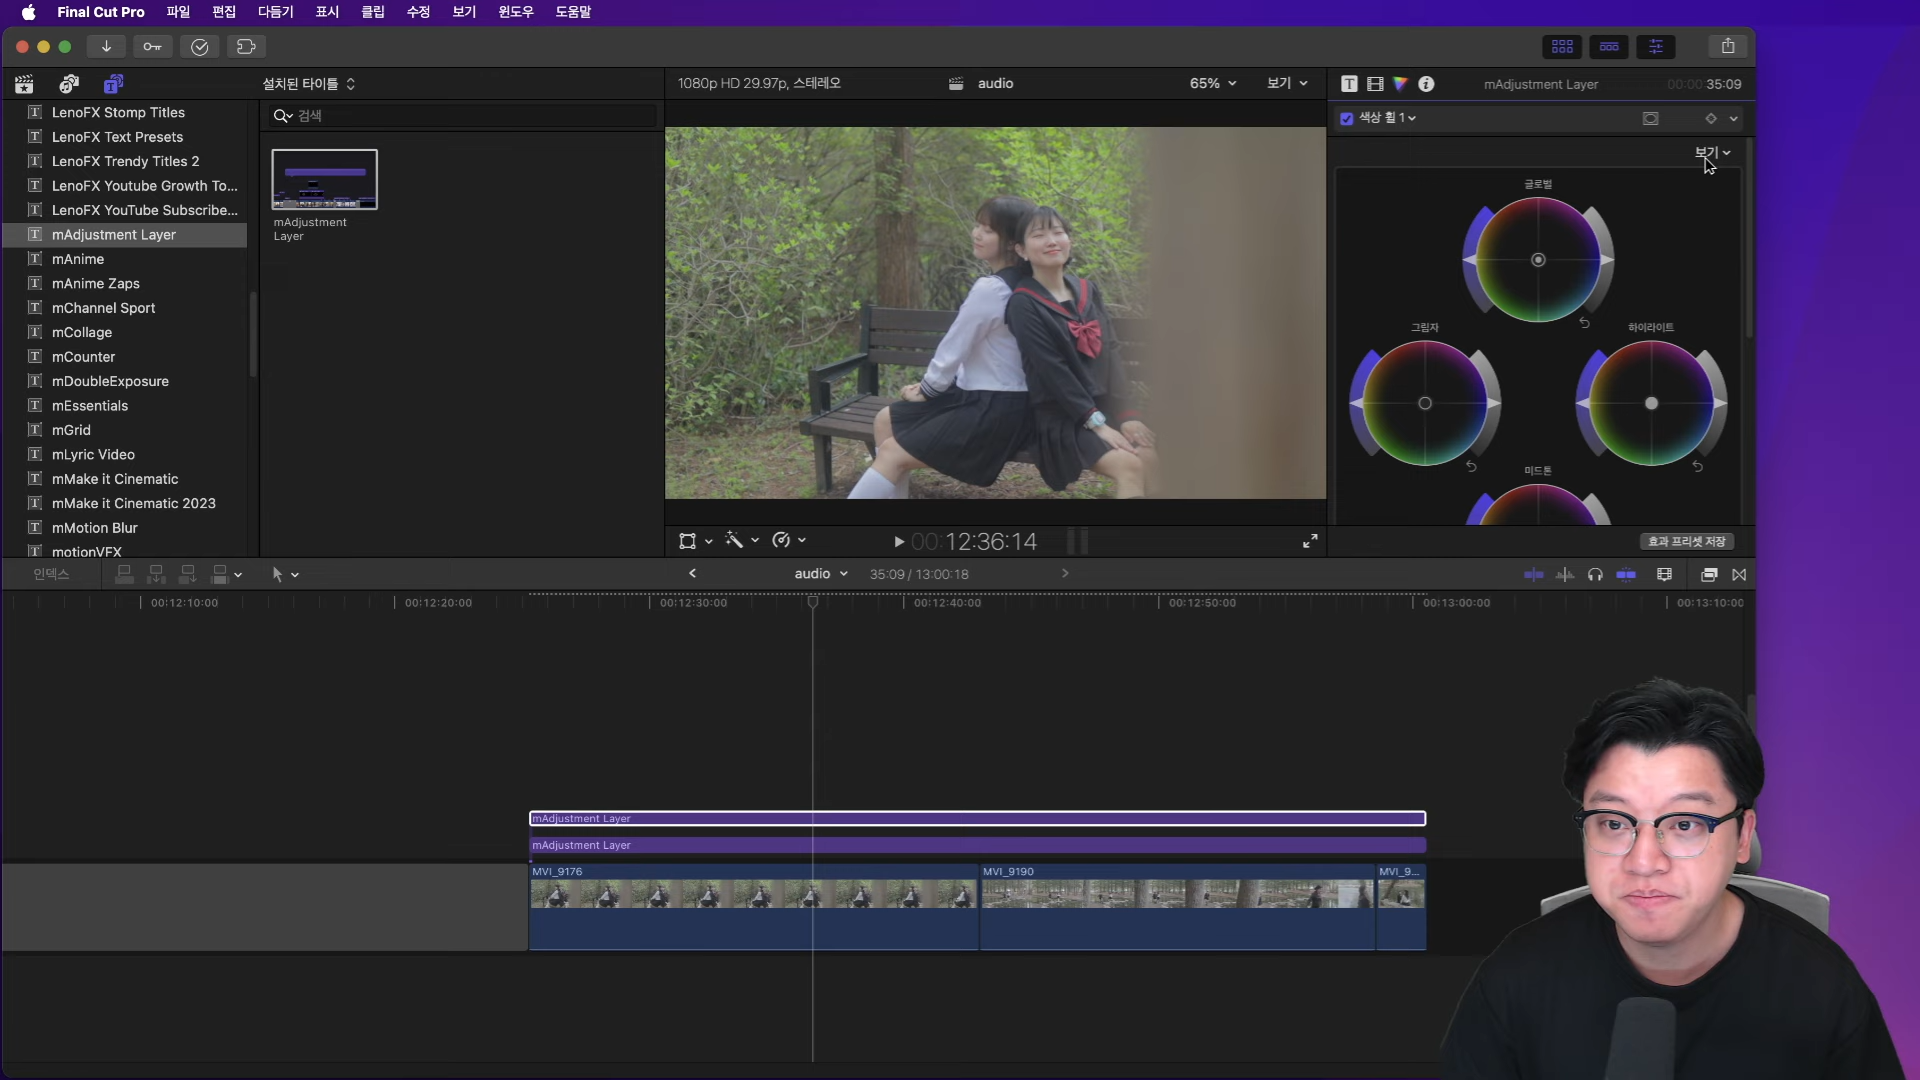 Final Cut Pro 파일 편집 다듬기 표시 클립 수정 보기 윈도우 도움말
설치된 타이틀
1080p HD 29.97p, 스테레오
audio
65%
보기
mAdjustment Layer
00:00:35:09
LenoFX Stomp Titles
LenoFX Text Presets
LenoFX Trendy Titles 2
LenoFX Youtube Growth To...
LenoFX YouTube Subscribe...
mAdjustment Layer
mAnime
mAnime Zaps
mChannel Sport
mCollage
mCounter
mDoubleExposure
mEssentials
mGrid
mLyric Video
mMake it Cinematic
mMake it Cinematic 2023
mMotion Blur
motionVFX
검색
mAdjustment
Layer
색상 휠 1
보기
글로벌
그림자
하이라이트
미드톤
00:12:36:14
효과 프리셋 저장
인덱스
audio
35:09 / 13:00:18
00:12:10:00
00:12:20:00
00:12:30:00
00:12:40:00
00:12:50:00
00:13:00:00
00:13:10:00
mAdjustment Layer
mAdjustment Layer
MVI_9176
MVI_9190
MVI_9...